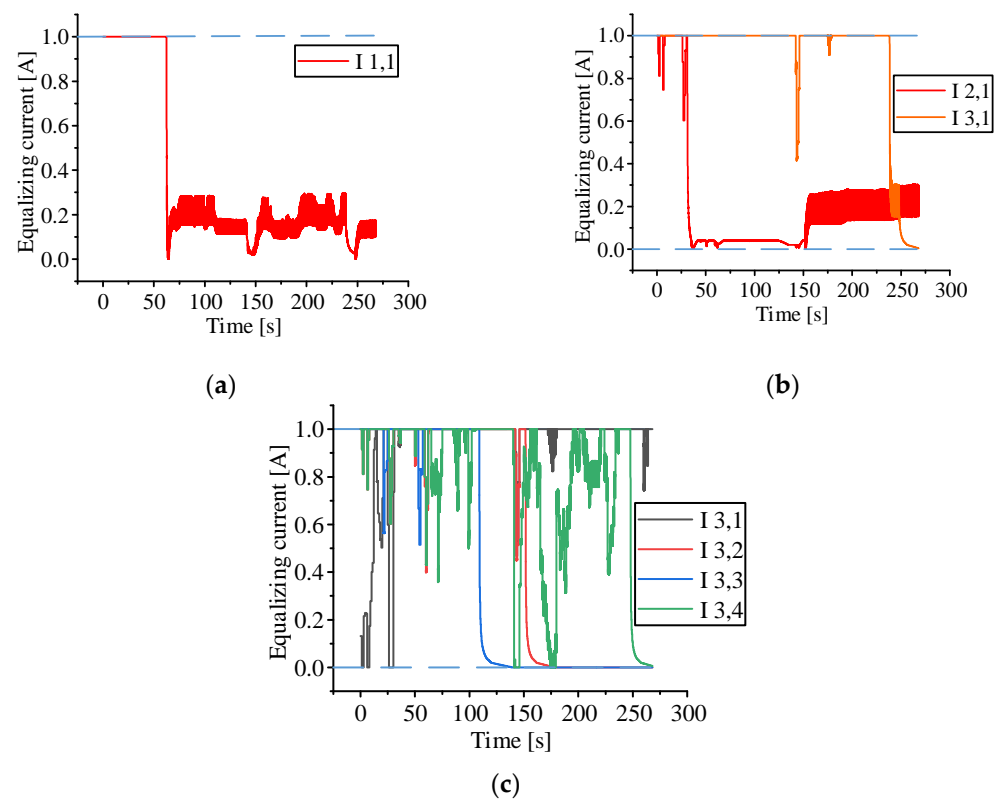 Equalizing current [A]
1.0
0.8
0.6
0.4
0.2
0.0
I 1,1
0 50 100 150 200 250 300
Time [s]
(a)
Equalizing current [A]
1.0
0.8
0.6
0.4
0.2
0.0
I 2,1
I 3,1
0 50 100 150 200 250 300
Time [s]
(b)
Equalizing current [A]
1.0
0.8
0.6
0.4
0.2
0.0
I 3,1
I 3,2
I 3,3
I 3,4
0 50 100 150 200 250 300
Time [s]
(c)